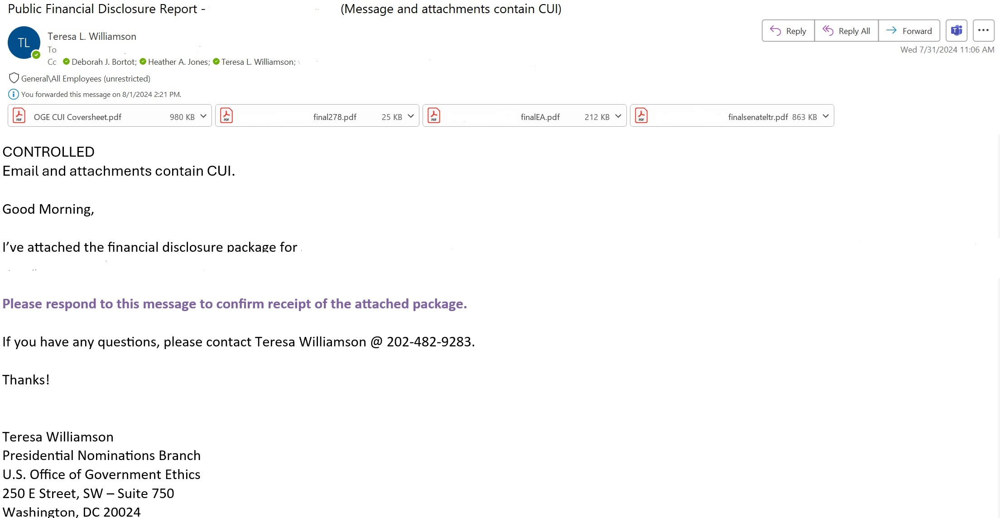 Public Financial Disclosure Report - (Message and attachments contain CUI)
TL
Teresa L. Williamson
To
Cc Deborah J. Bortot; Heather A. Jones; Teresa L. Williamson;
Reply Reply All Forward
Wed 7/31/2024 11:06 AM
General\All Employees (unrestricted)
You forwarded this message on 8/1/2024 2:21 PM.
PDF OGE CUI Coversheet.pdf 980 KB PDF final278.pdf 25 KB PDF finalEA.pdf 212 KB PDF finalsenateltr.pdf 863 KB
CONTROLLED
Email and attachments contain CUI.
Good Morning,
I’ve attached the financial disclosure package for
Please respond to this message to confirm receipt of the attached package.
If you have any questions, please contact Teresa Williamson @ 202-482-9283.
Thanks!
Teresa Williamson
Presidential Nominations Branch
U.S. Office of Government Ethics
250 E Street, SW – Suite 750
Washington, DC 20024